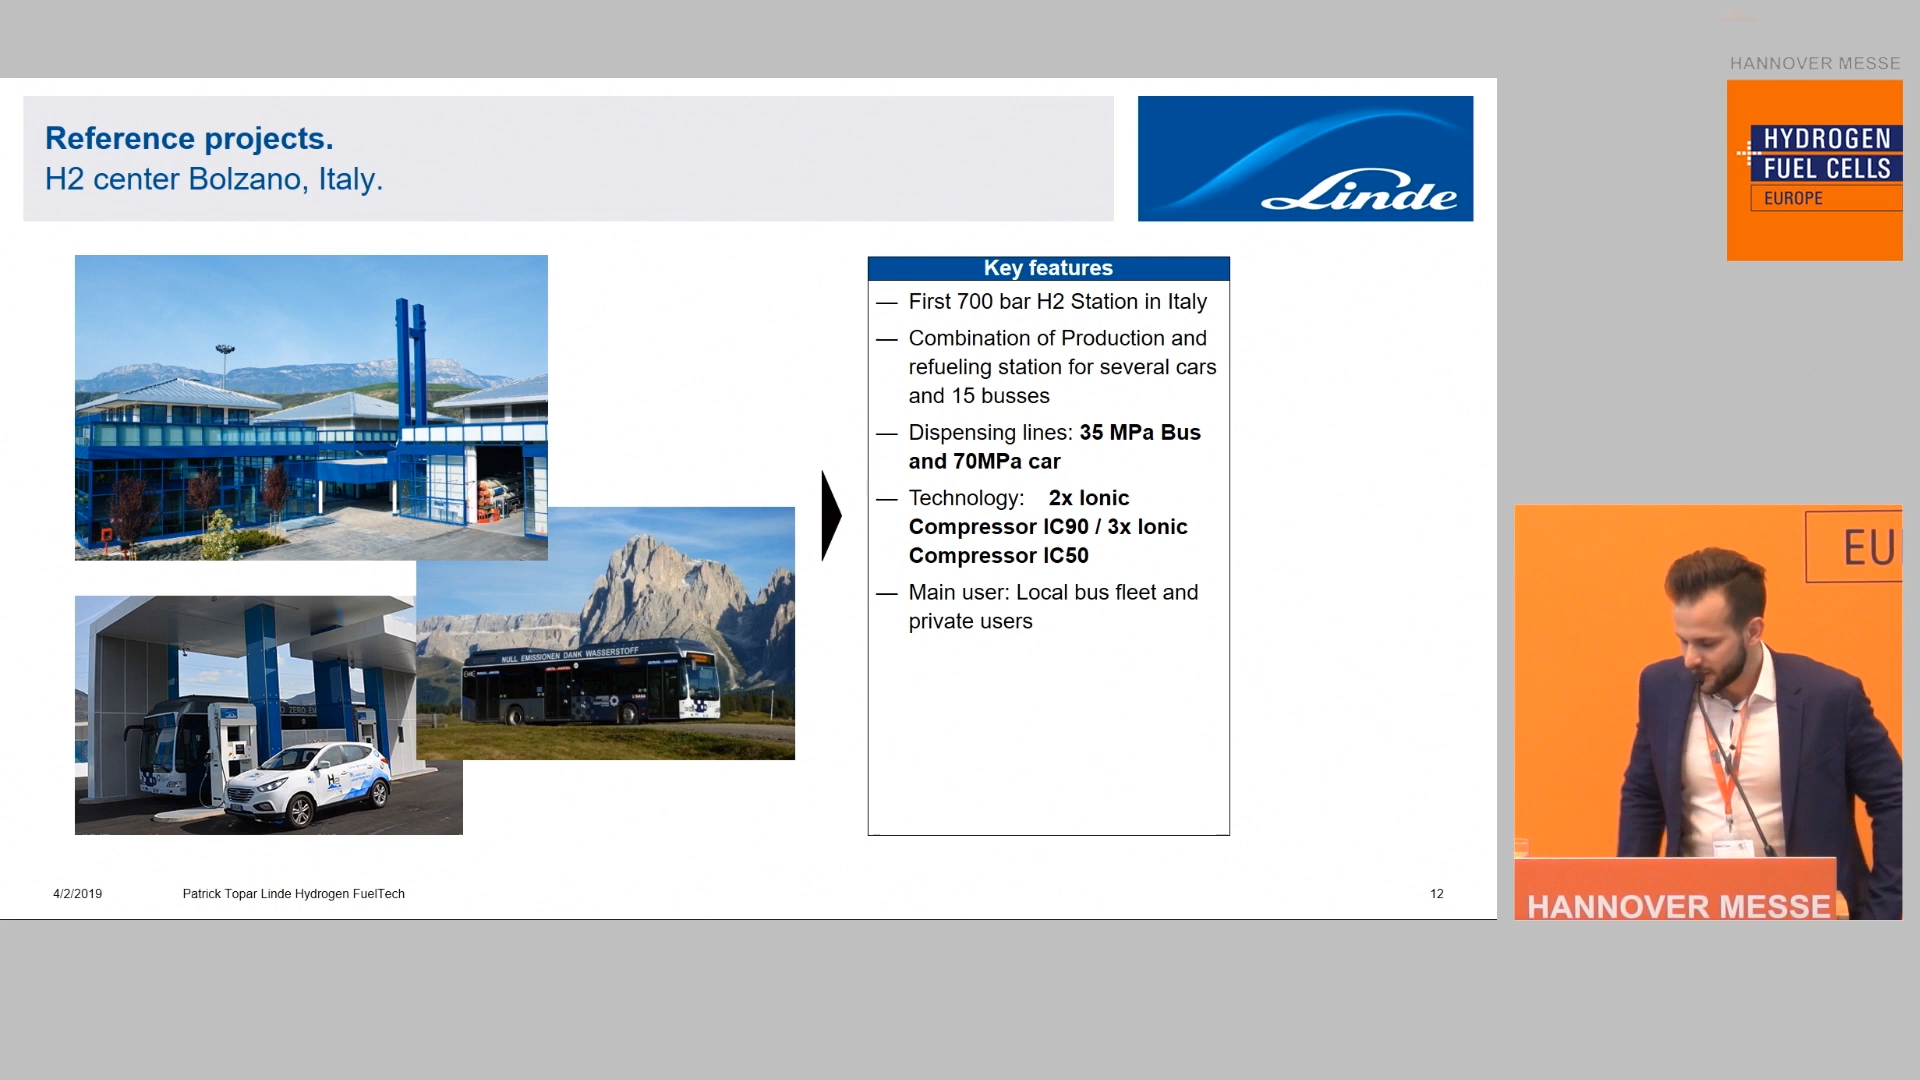 HANNOVER MESSE
HYDROGEN
FUEL CELLS
EUROPE
Reference projects.
H2 center Bolzano, Italy.
Linde
Key features
— First 700 bar H2 Station in Italy
— Combination of Production and
refueling station for several cars
and 15 busses
— Dispensing lines: 35 MPa Bus
and 70MPa car
— Technology: 2x Ionic
Compressor IC90 / 3x Ionic
Compressor IC50
— Main user: Local bus fleet and
private users
NULL EMISSIONEN DANK WASSERSTOFF
H2
EU
HANNOVER MESSE
4/2/2019
Patrick Topar Linde Hydrogen FuelTech
12